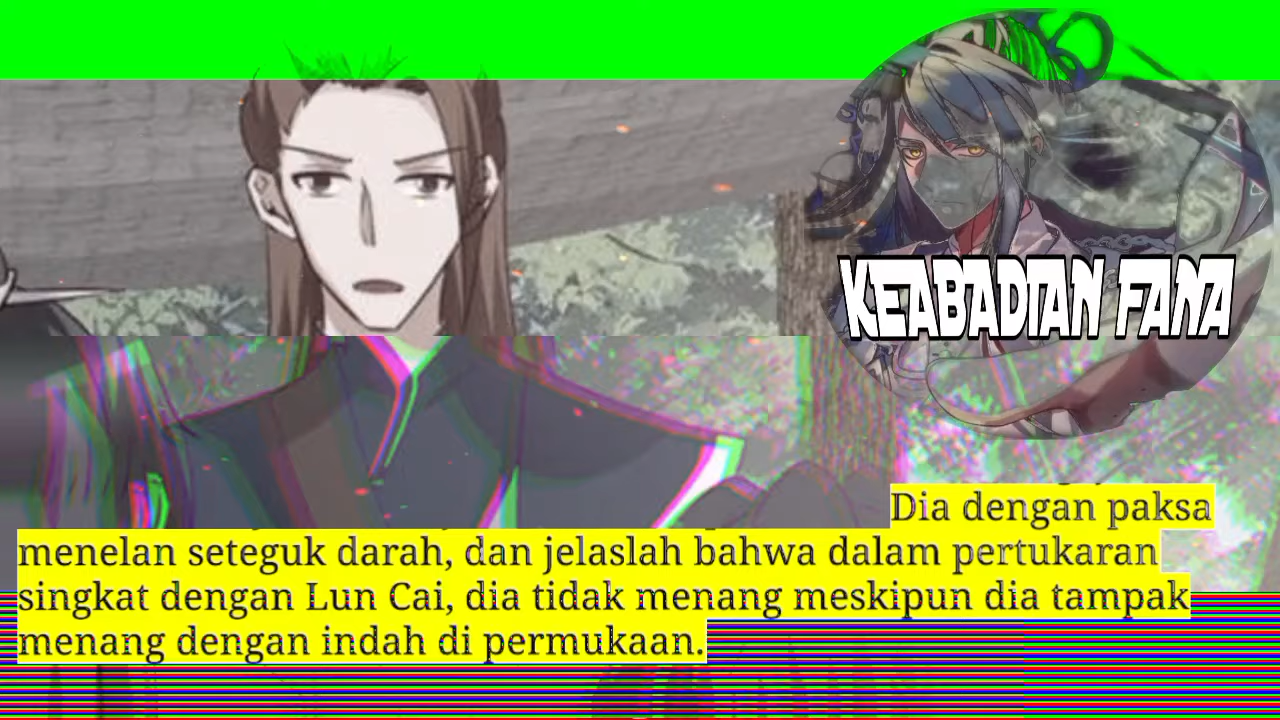 KEABADIAN FANA
Dia dengan paksa
menelan seteguk darah, dan jelaslah bahwa dalam pertukaran
singkat dengan Lun Cai, dia tidak menang meskipun dia tampak
menang dengan indah di permukaan.